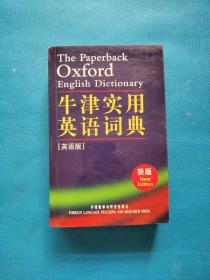 The Paperback
Oxford
English Dictionary
牛津实用
英语词典
[英语版]
新版
New
Edition
外语教学与研究出版社
FOREIGN LANGUAGE TEACHING AND RESEARCH PRESS